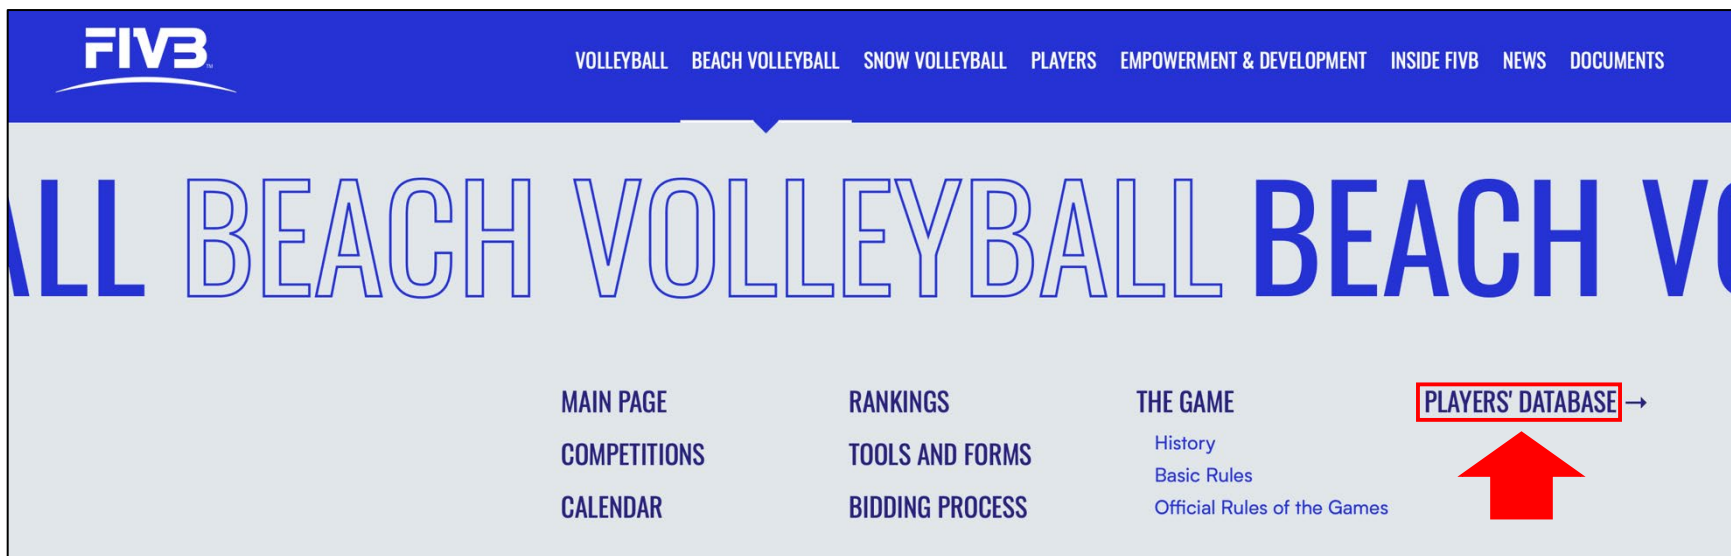 FIVB
VOLLEYBALL BEACH VOLLEYBALL SNOW VOLLEYBALL PLAYERS EMPOWERMENT & DEVELOPMENT INSIDE FIVB NEWS DOCUMENTS
ALL BEACH VOLLEYBALL BEACH VO
MAIN PAGE
COMPETITIONS
CALENDAR
RANKINGS
TOOLS AND FORMS
BIDDING PROCESS
THE GAME
History
Basic Rules
Official Rules of the Games
PLAYERS' DATABASE →